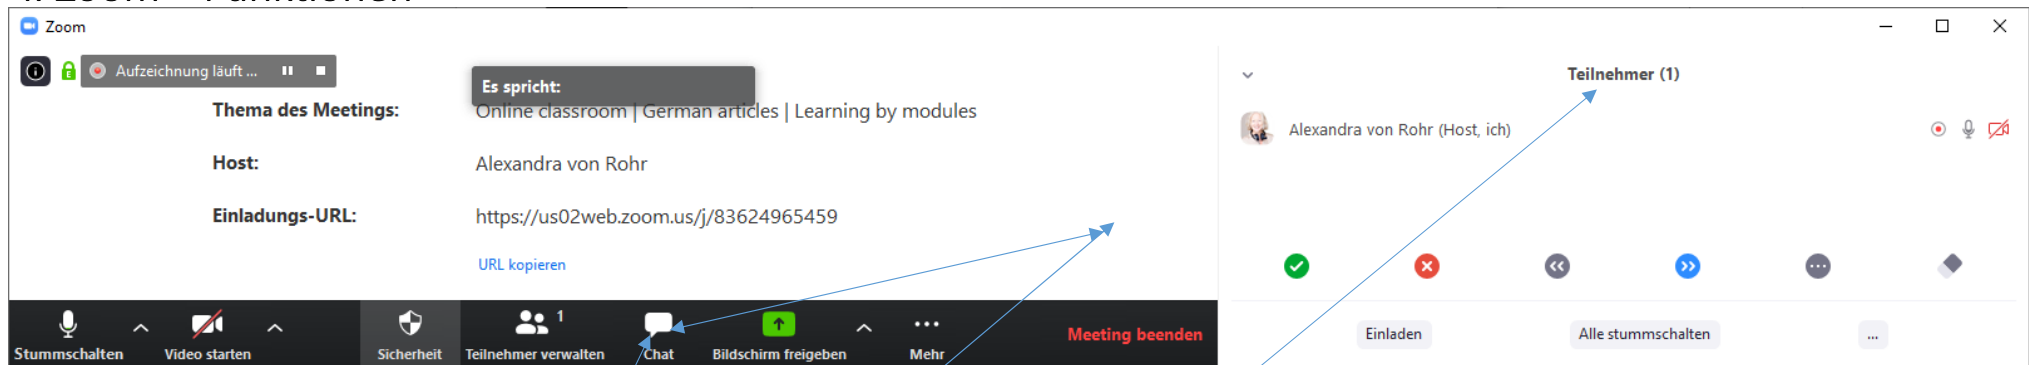 Zoom
Aufzeichnung läuft ...
Es spricht:
Thema des Meetings: Online classroom | German articles | Learning by modules
Host: Alexandra von Rohr
Einladungs-URL: https://us02web.zoom.us/j/83624965459
URL kopieren
Stummschalten Video starten Sicherheit Teilnehmer verwalten 1 Chat Bildschirm freigeben Mehr Meeting beenden
Teilnehmer (1)
Alexandra von Rohr (Host, ich)
Einladen Alle stummschalten ...